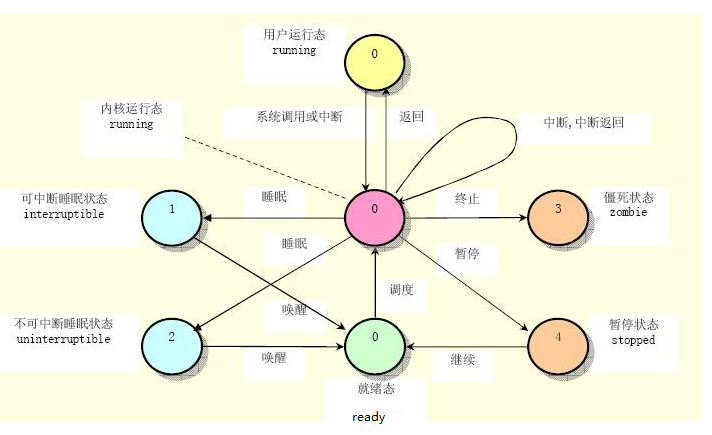 用户运行态
running
0
内核运行态
running
系统调用或中断
返回
中断,中断返回
可中断睡眠状态
interruptible
1
睡眠
0
终止
3
僵死状态
zombie
睡眠
暂停
不可中断睡眠状态
uninterruptible
2
唤醒
唤醒
调度
0
就绪态
ready
继续
4
暂停状态
stopped